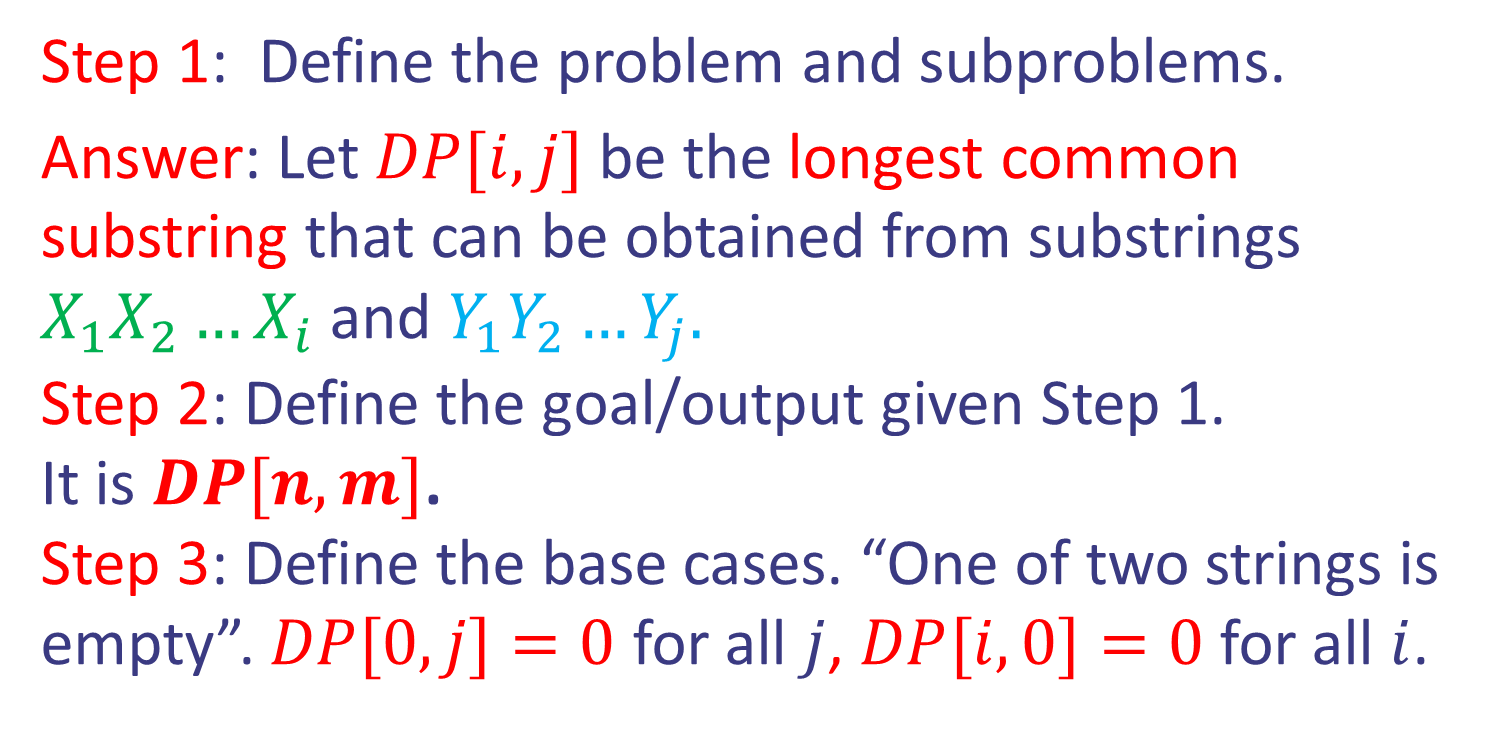 Step 1: Define the problem and subproblems.
Answer: Let DP[i, j] be the longest common
substring that can be obtained from substrings
X₁X₂ … Xᵢ and Y₁Y₂ … Yⱼ.
Step 2: Define the goal/output given Step 1.
It is DP[n, m].
Step 3: Define the base cases. “One of two strings is
empty”. DP[0, j] = 0 for all j, DP[i, 0] = 0 for all i.